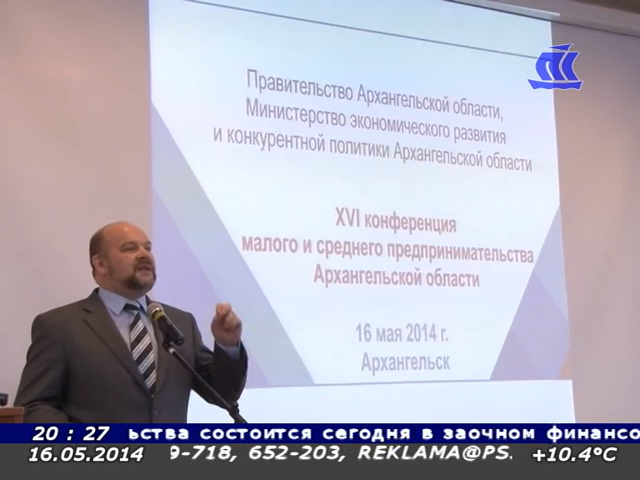 Правительство Архангельской области,
Министерство экономического развития
и конкурентной политики Архангельской области
XVI конференция
малого и среднего предпринимательства
Архангельской области
16 мая 2014 г.
Архангельск
20 : 27 ьства состоится сегодня в заочном финансо
16.05.2014 9-718, 652-203, REKLAMA@PS. +10.4°C